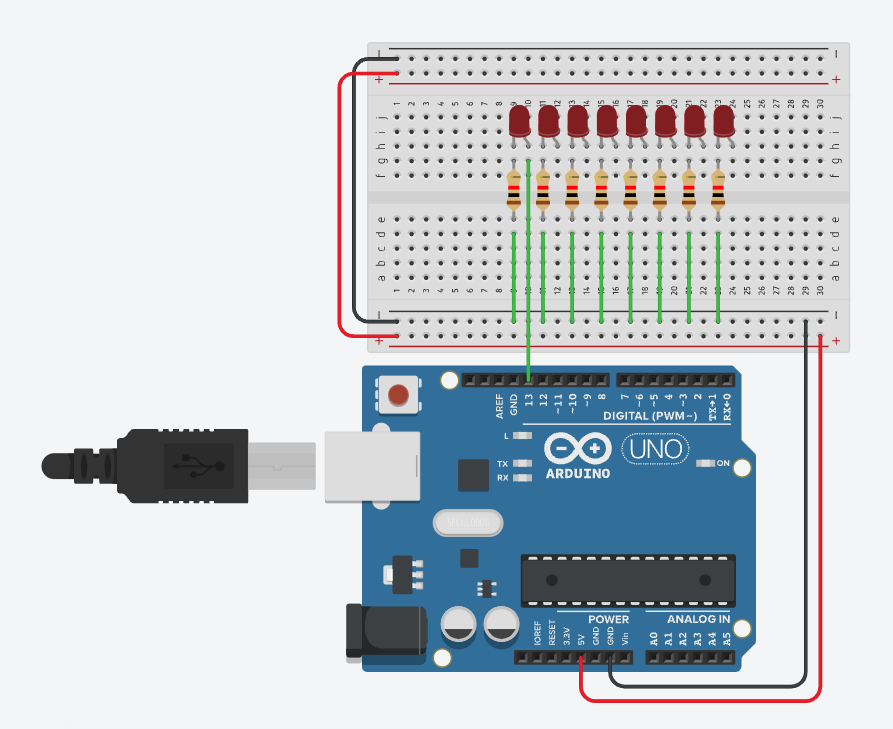 − −
+ +
1 2 3 4 5 6 7 8 9 10 11 12 13 14 15 16 17 18 19 20 21 22 23 24 25 26 27 28 29 30
j j
i i
h h
g g
f f
e e
d d
c c
b b
a a
1 2 3 4 5 6 7 8 9 10 11 12 13 14 15 16 17 18 19 20 21 22 23 24 25 26 27 28 29 30
− −
+ +
AREF GND 13 12 ~11 ~10 ~9 8 7 ~6 ~5 4 ~3 2 TX→1 RX←0
DIGITAL (PWM~)
L
TX
RX
ARDUINO
UNO
ON
POWER ANALOG IN
IOREF RESET 3.3V 5V GND GND Vin A0 A1 A2 A3 A4 A5